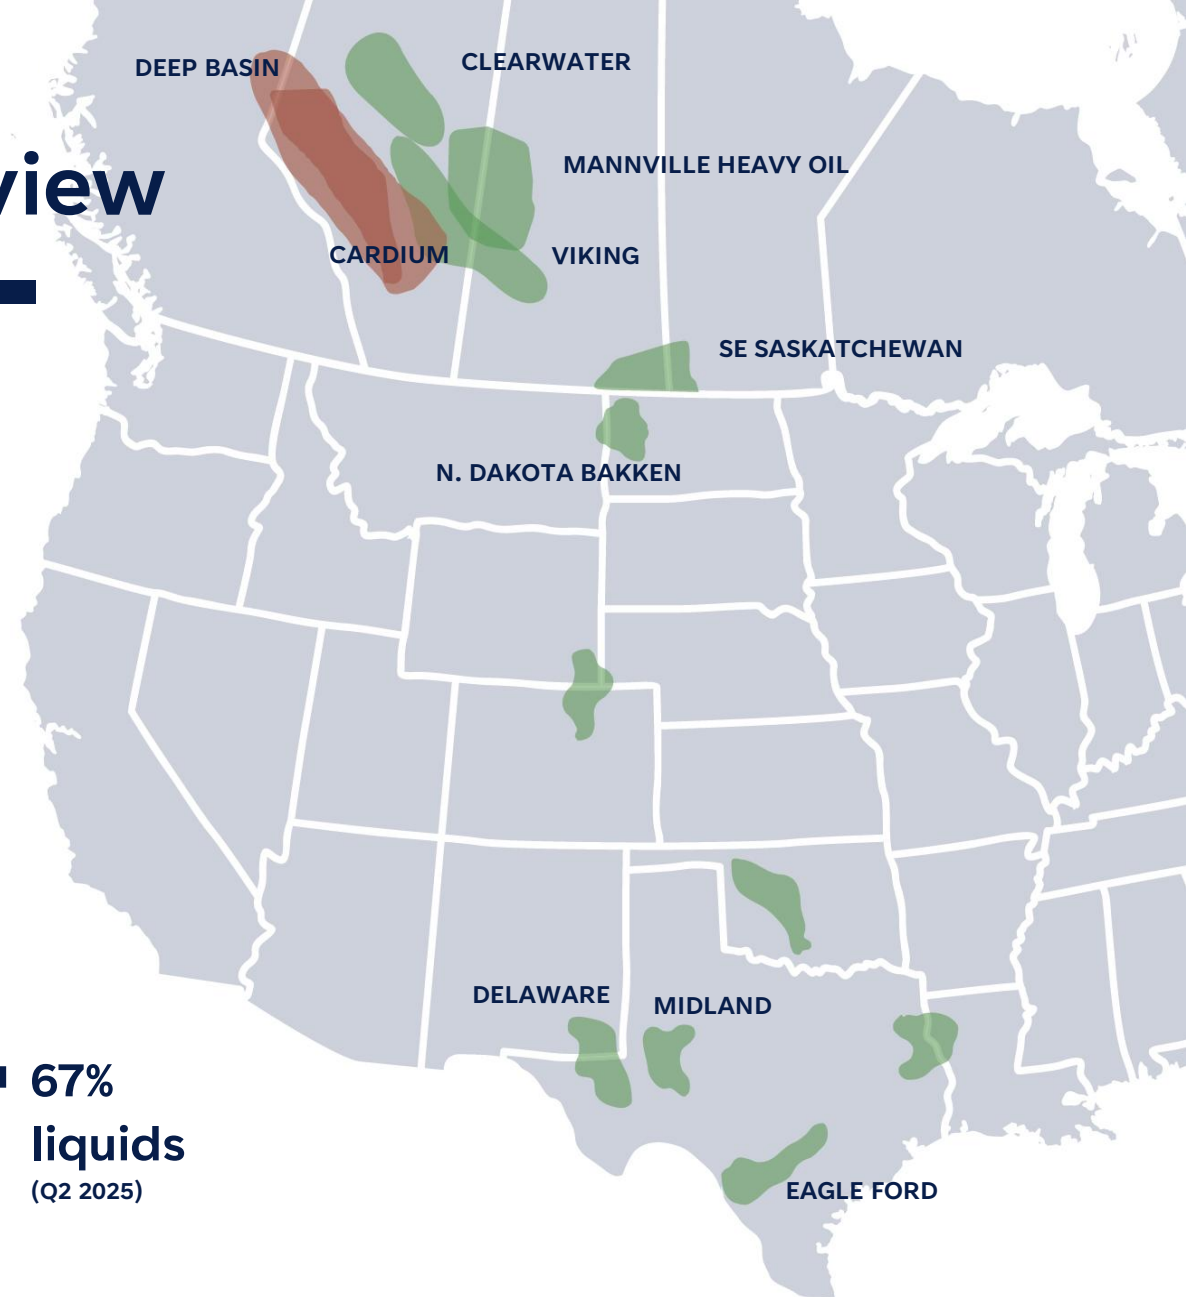 DEEP BASIN
CLEARWATER
MANNVILLE HEAVY OIL
view
CARDIUM
VIKING
SE SASKATCHEWAN
N. DAKOTA BAKKEN
DELAWARE
MIDLAND
67%
liquids
(Q2 2025)
EAGLE FORD